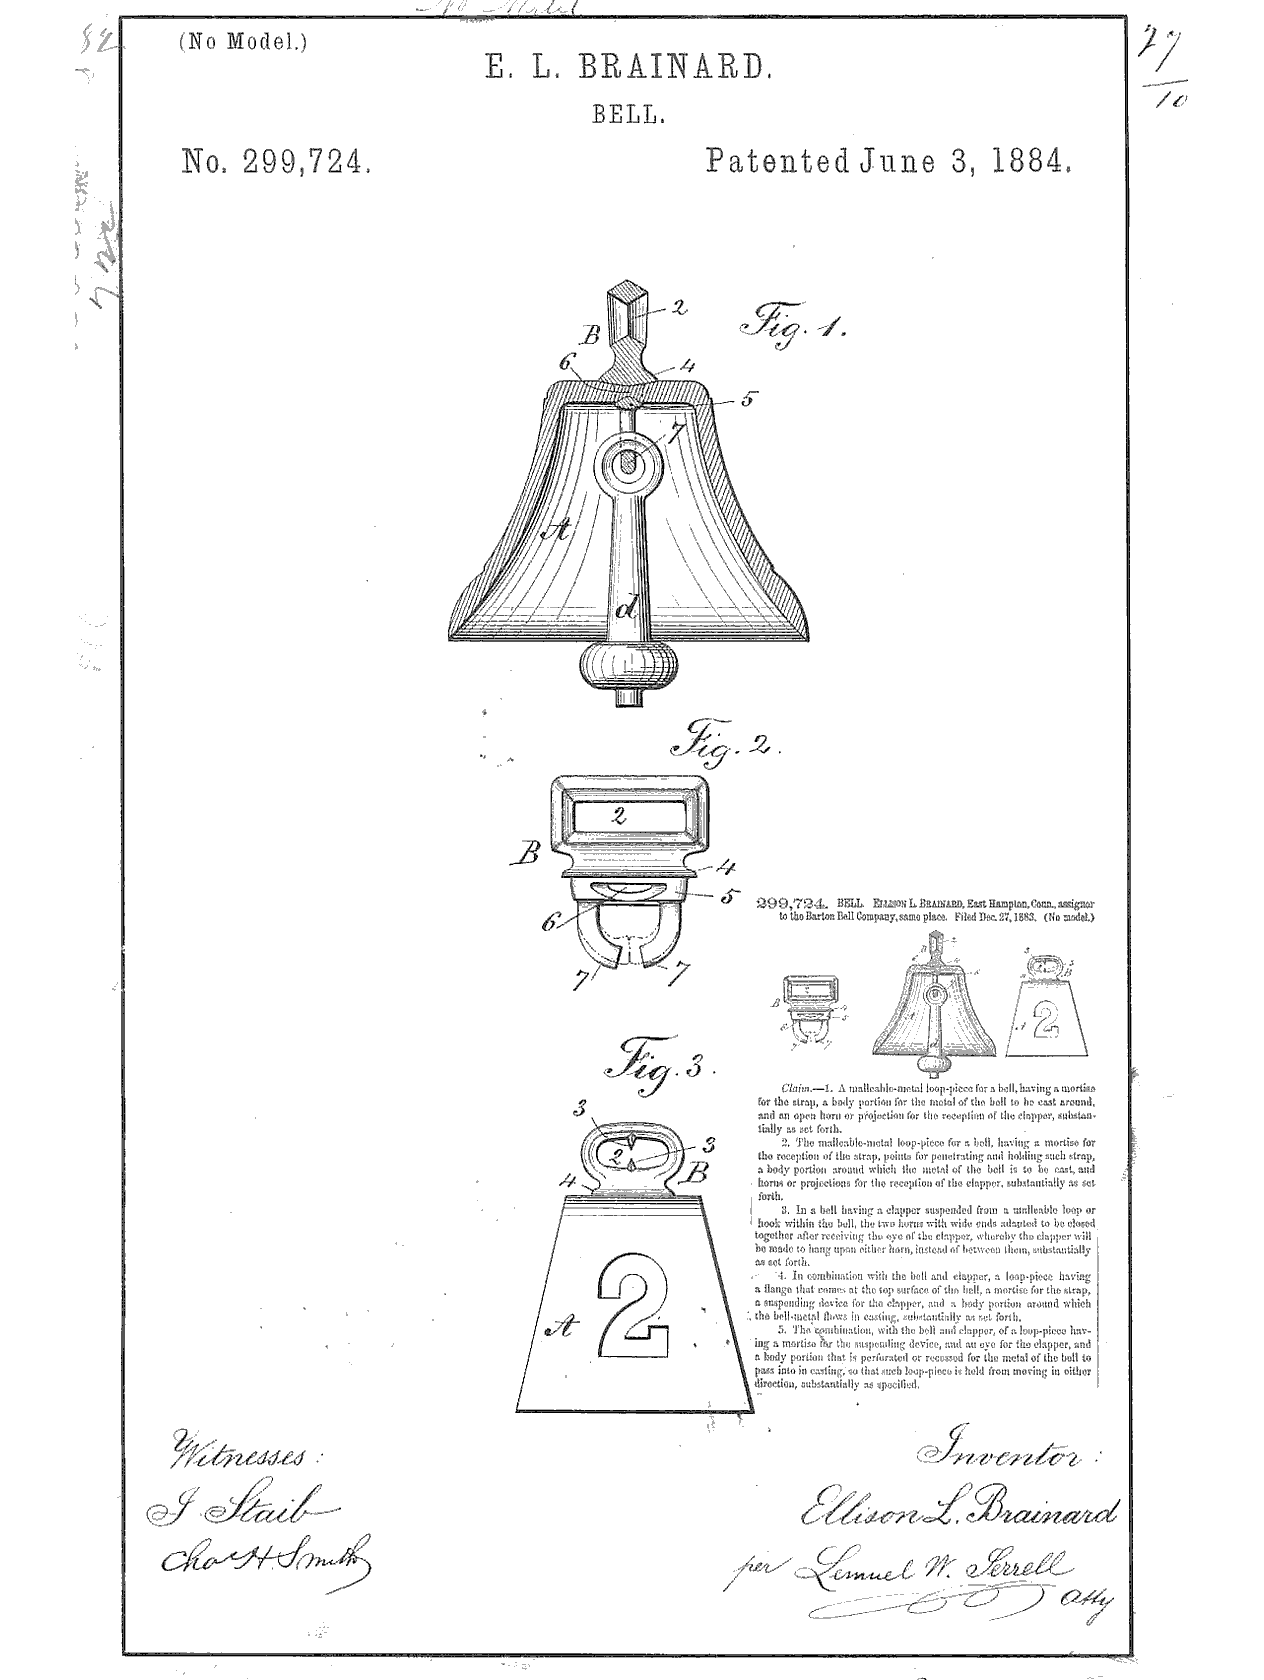 No Model
(No Model.)
27
10
E. L. BRAINARD.
BELL.
No. 299,724.
Patented June 3, 1884.
Fig. 1.
2
B
6
4
5
7
A
d
Fig. 2.
2
B
4
5
6
7
7
299,724. BELL. ELLISON L. BRAINARD, East Hampton, Conn., assignor
to the Barton Bell Company, same place. Filed Dec. 27, 1883. (No model.)
B
A
d
2
B
A
Claim.—1. A malleable-metal loop-piece for a bell, having a mortise
for the strap, a body portion for the metal of the bell to be cast around,
and an open horn or projection for the reception of the clapper, substan-
tially as set forth.
2. The malleable-metal loop-piece for a bell, having a mortise for
the reception of the strap, points for penetrating and holding such strap,
a body portion around which the metal of the bell is to be cast, and
horns or projections for the reception of the clapper, substantially as set
forth.
3. In a bell having a clapper suspended from a malleable loop or
hook within the bell, the two horns with wide ends adapted to be closed
together after receiving the eye of the clapper, whereby the clapper will
be made to hang upon either horn, instead of between them, substantially
as set forth.
4. In combination with the bell and clapper, a loop-piece having
a flange that comes at the top surface of the bell, a mortise for the strap,
a suspending device for the clapper, and a body portion around which
the bell-metal flows in casting, substantially as set forth.
5. The combination, with the bell and clapper, of a loop-piece hav-
ing a mortise for the suspending device, and an eye for the clapper, and
a body portion that is perforated or recessed for the metal of the bell to
pass into in casting, so that such loop-piece is held from moving in either
direction, substantially as specified.
Fig. 3.
3
3
2
4
B
2
A
Witnesses:
J. Staib
Chas H. Smith
Inventor:
Ellison L. Brainard
per Lemuel W. Serrell
atty